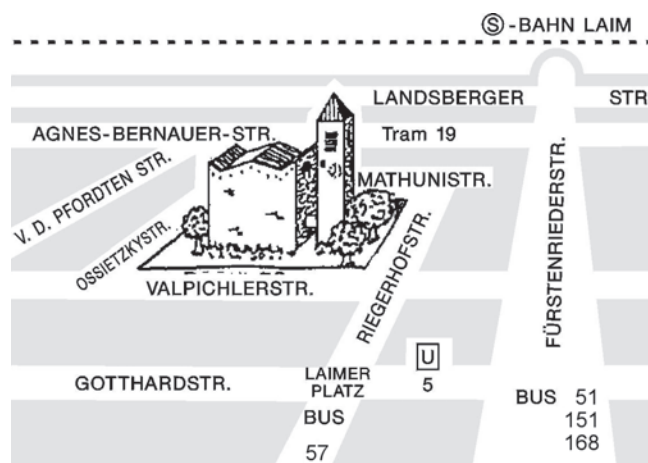 Ⓢ-BAHN LAIM
LANDSBERGER STR
AGNES-BERNAUER-STR.
Tram 19
V. D. PFORDTEN STR.
MATHUNISTR.
OSSIETZKYSTR.
VALPICHLERSTR.
RIEGERHOFSTR.
FÜRSTENRIEDERSTR.
U
5
GOTTHARDSTR.
LAIMER
PLATZ
BUS
57
BUS 51
151
168